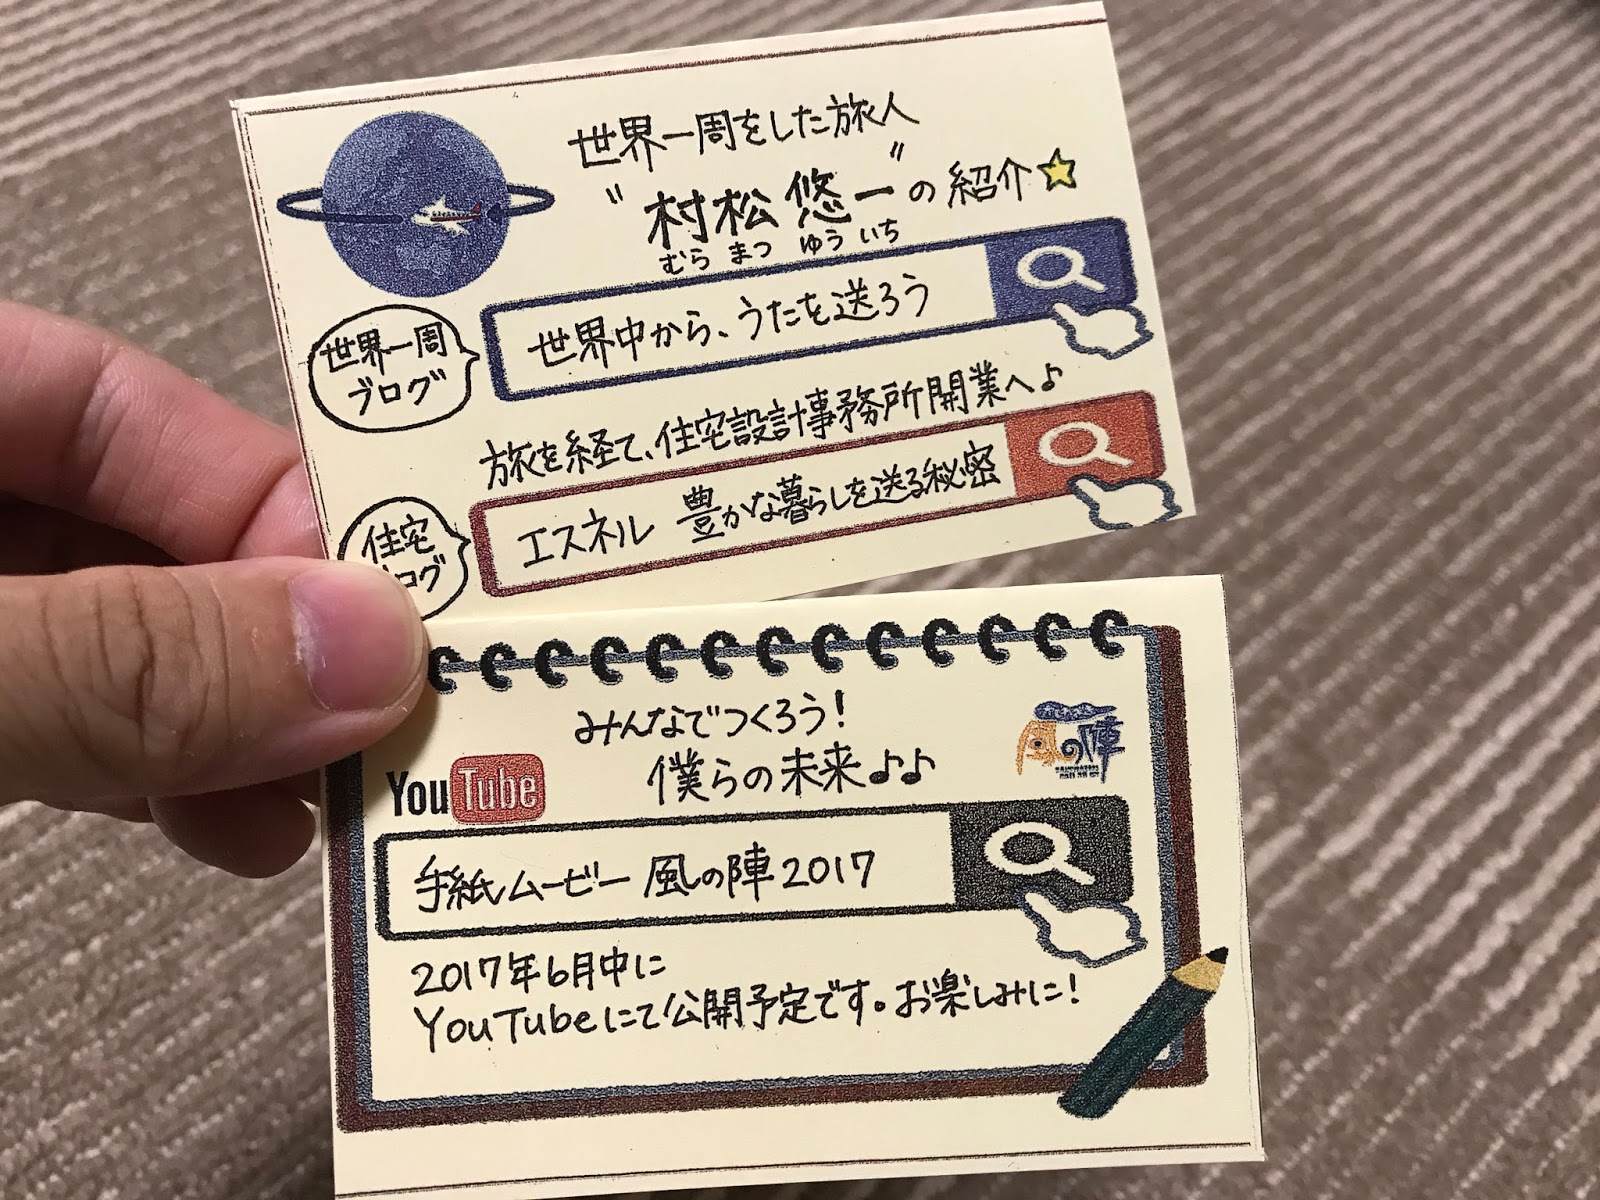 世界一周をした旅人
"村松 悠一"の紹介☆
むら まつ ゆう いち
世界一周
ブログ
世界中から、うたを送ろう
旅を経て、住宅設計事務所開業へ♪
住宅
ログ
エスネル 豊かな暮らしを送る秘密
みんなでつくろう!
僕らの未来♪♪
YouTube
風の陣
手紙ムービー 風の陣2017
2017年6月中に
YouTubeにて公開予定です。お楽しみに!